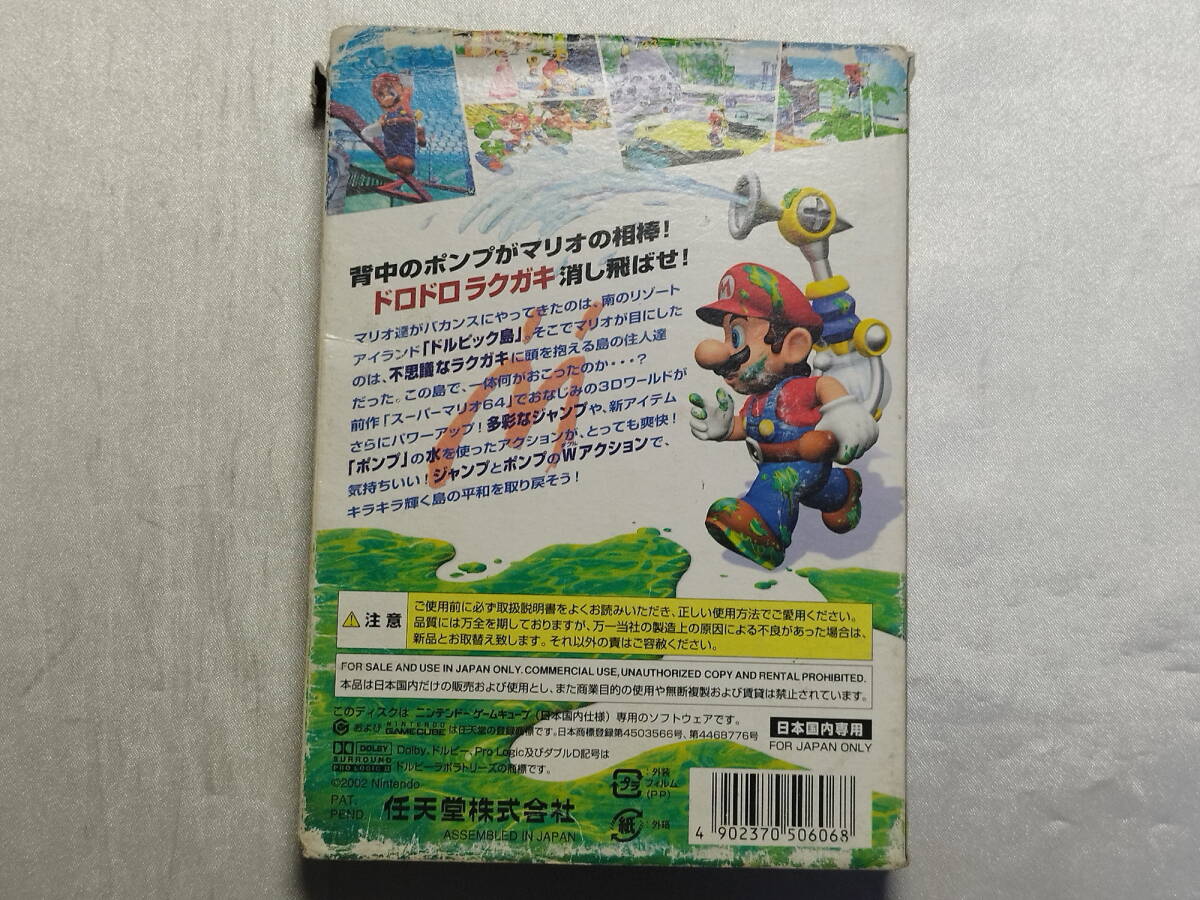 背中のポンプがマリオの相棒!
ドロドロラクガキ消し飛ばせ!
マリオ達がバカンスにやってきたのは、南のリゾート
アイランド「ドルピック島」。そこでマリオが目にした
のは、不思議なラクガキに頭を抱える島の住人達
だった。この島で、一体何がおこったのか・・・?
前作「スーパーマリオ64」でおなじみの3Dワールドが
さらにパワーアップ!多彩なジャンプや、新アイテム
「ポンプ」の水を使ったアクションが、とっても爽快!
気持ちいい!ジャンプとポンプのWアクションで、
キラキラ輝く島の平和を取り戻そう!
M
注意
ご使用前に必ず取扱説明書をよくお読みいただき、正しい使用方法でご愛用ください。
品質には万全を期しておりますが、万一当社の製造上の原因による不良があった場合は、
新品とお取替え致します。それ以外の責はご容赦ください。
FOR SALE AND USE IN JAPAN ONLY. COMMERCIAL USE, UNAUTHORIZED COPY AND RENTAL PROHIBITED.
本品は日本国内だけの販売および使用とし、また商業目的の使用や無断複製および賃貸は禁止されています。
このディスクは ニンテンドーゲームキューブ(日本国内仕様)専用のソフトウェアです。
および NINTENDO GAMECUBE は任天堂の登録商標です。日本商標登録第4503566号、第4468776号
日本国内専用
FOR JAPAN ONLY
DOLBY
SURROUND
PRO LOGIC II
Dolby、ドルビー、Pro Logic及びダブルD記号は
ドルビーラボラトリーズの商標です。
©2002 Nintendo
PAT.
PEND.
任天堂株式会社
ASSEMBLED IN JAPAN
プラ :外装フィルム(PP)
紙 :外箱
4 902370 506068